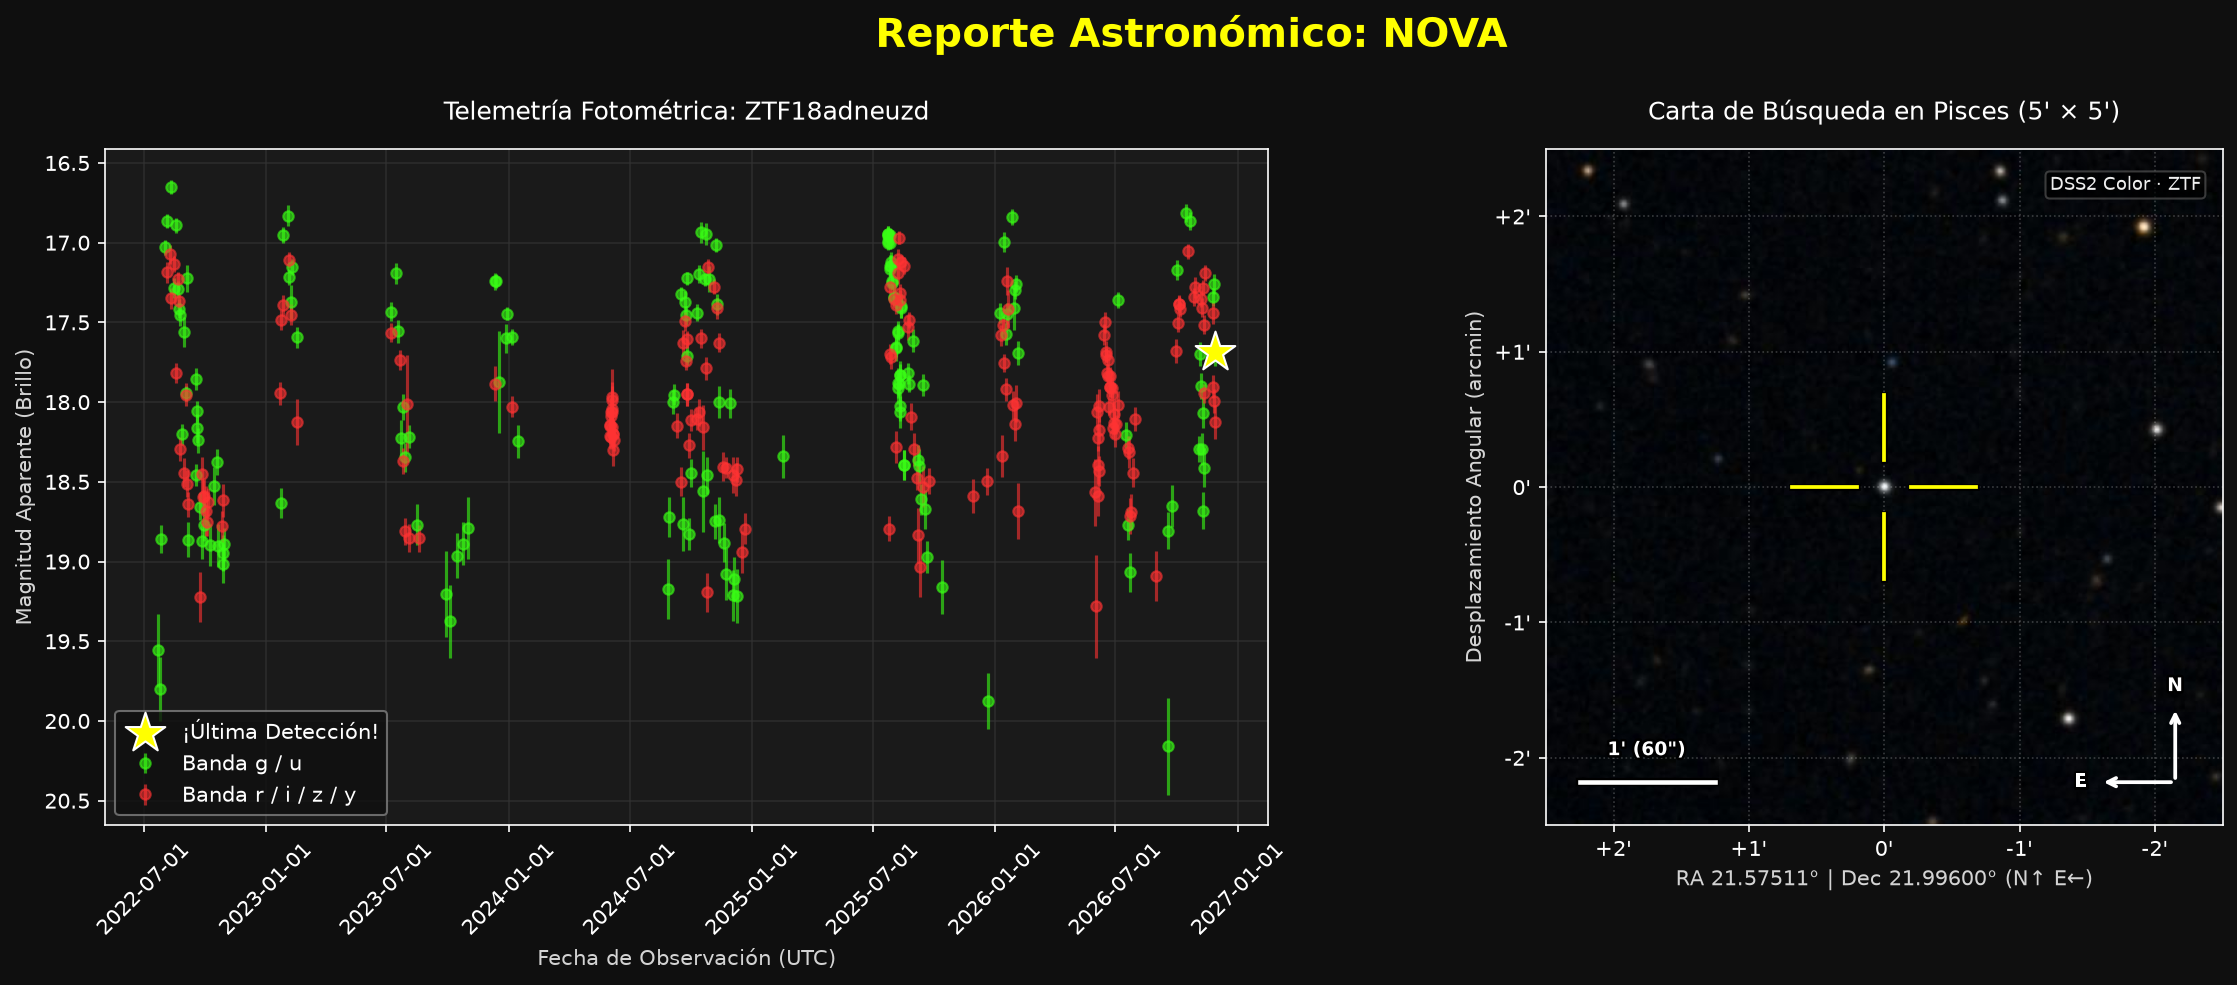 Reporte Astronómico: NOVA
Telemetría Fotométrica: ZTF18adneuzd
Magnitud Aparente (Brillo)
16.5
17.0
17.5
18.0
18.5
19.0
19.5
20.0
20.5
¡Última Detección!
Banda g / u
Banda r / i / z / y
2022-07-01
2023-01-01
2023-07-01
2024-01-01
2024-07-01
2025-01-01
2025-07-01
2026-01-01
2026-07-01
2027-01-01
Fecha de Observación (UTC)
Carta de Búsqueda en Pisces (5' × 5')
DSS2 Color · ZTF
Desplazamiento Angular (arcmin)
+2'
+1'
0'
-1'
-2'
N
E
1' (60")
+2'
+1'
0'
-1'
-2'
RA 21.57511° | Dec 21.99600° (N↑ E←)